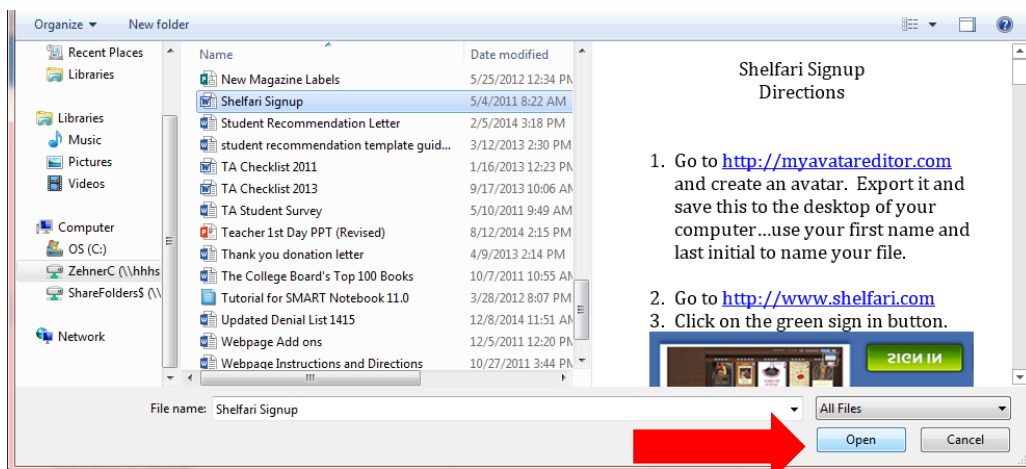 Organize New folder
Recent Places
Libraries
Libraries
Music
Pictures
Videos
Computer
OS (C:)
ZehnerC (\\hhhs
ShareFolders$ (\\
Network
Name Date modified
New Magazine Labels 5/25/2012 12:34 PM
Shelfari Signup 5/4/2011 8:22 AM
Student Recommendation Letter 2/5/2014 3:18 PM
student recommendation template guid... 3/12/2013 2:30 PM
TA Checklist 2011 1/16/2013 12:23 PM
TA Checklist 2013 9/17/2013 10:06 AM
TA Student Survey 5/10/2011 9:49 AM
Teacher 1st Day PPT (Revised) 8/12/2014 2:15 PM
Thank you donation letter 4/9/2013 2:14 PM
The College Board's Top 100 Books 10/7/2011 10:55 AM
Tutorial for SMART Notebook 11.0 3/28/2012 8:07 PM
Updated Denial List 1415 12/8/2014 11:51 AM
Webpage Add ons 12/5/2011 12:20 PM
Webpage Instructions and Directions 10/27/2011 3:44 PM
Shelfari Signup
Directions
1. Go to http://myavatareditor.com
and create an avatar. Export it and
save this to the desktop of your
computer...use your first name and
last initial to name your file.
2. Go to http://www.shelfari.com
3. Click on the green sign in button.
SIGN IN
File name: Shelfari Signup All Files
Open Cancel